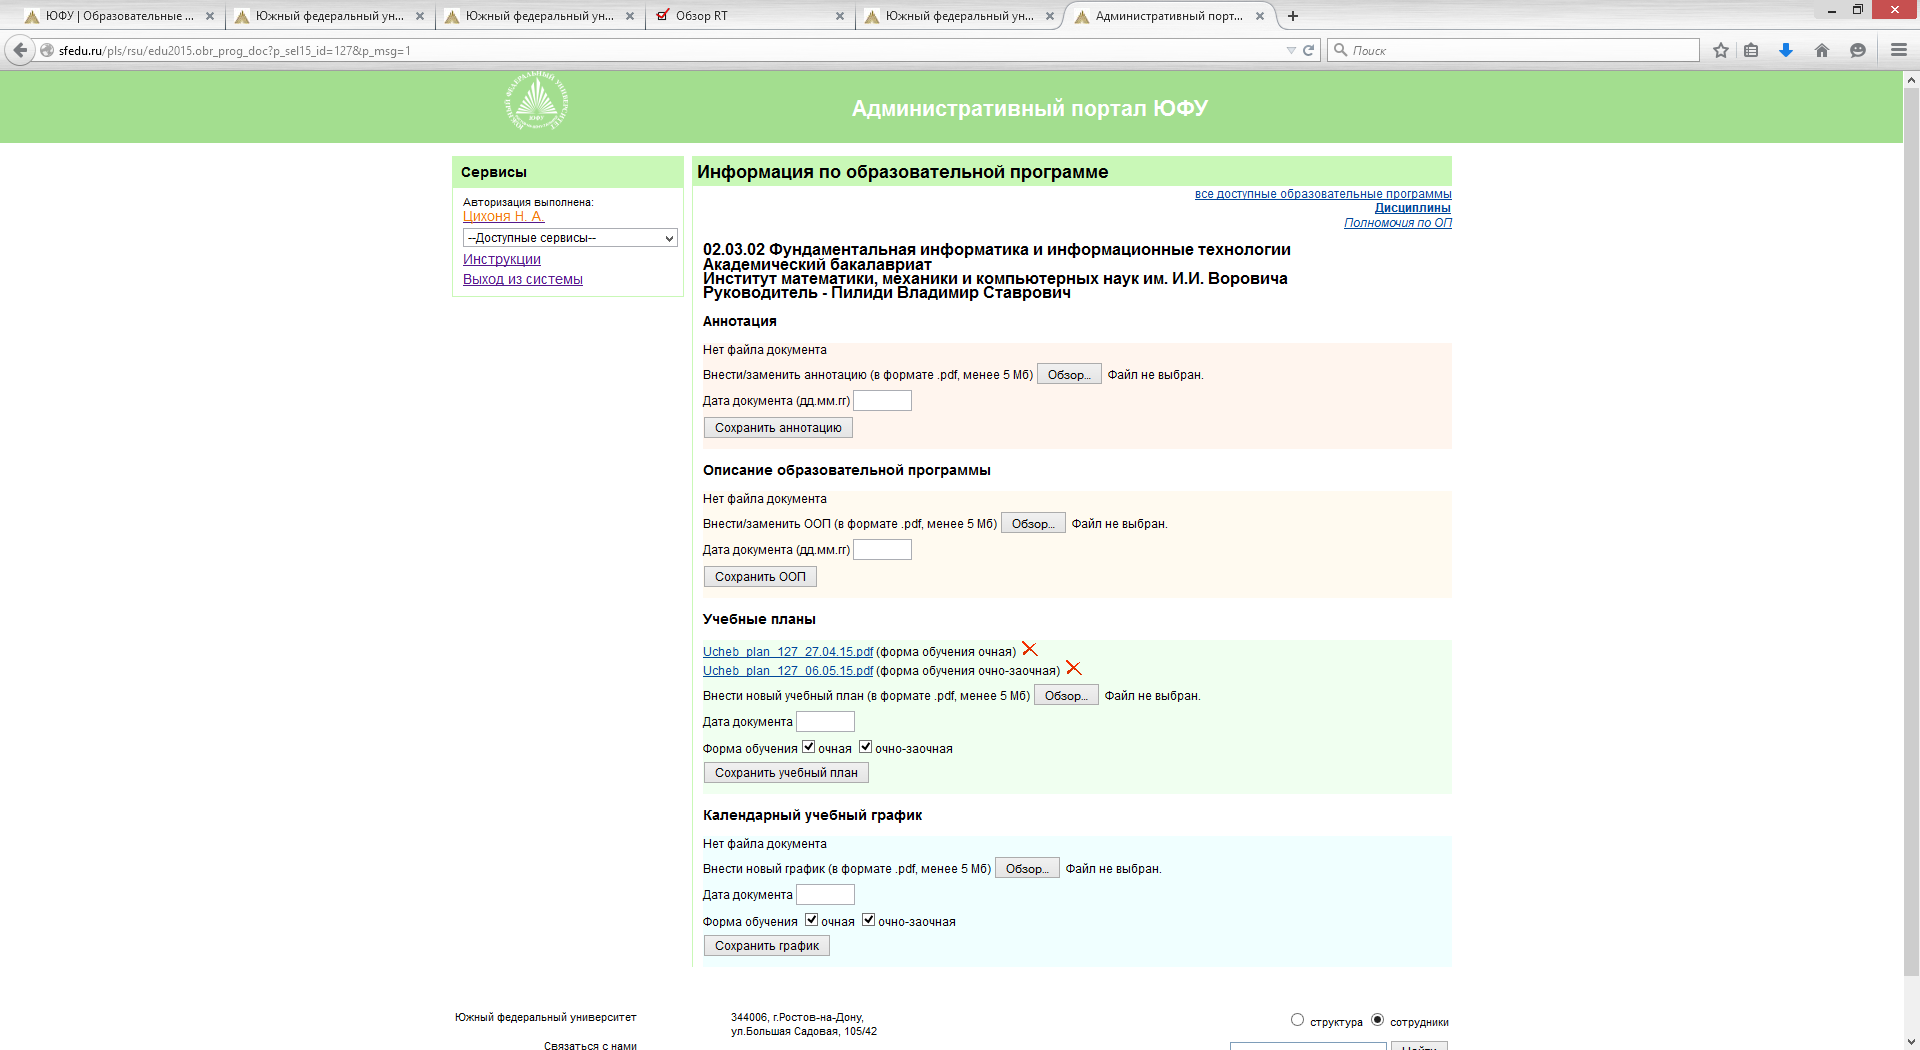 ЮФУ | Образовательные ...
Южный федеральный ун...
Южный федеральный ун...
Обзор RT
Южный федеральный ун...
Административный порт...
sfedu.ru/pls/rsu/edu2015.obr_prog_doc?p_sel15_id=127&p_msg=1
Поиск
ЮЖНЫЙ ФЕДЕРАЛЬНЫЙ УНИВЕРСИТЕТ
ЮФУ
Административный портал ЮФУ
Сервисы
Авторизация выполнена:
Цихоня Н. А.
--Доступные сервисы--
Инструкции
Выход из системы
Информация по образовательной программе
все доступные образовательные программы
Дисциплины
Полномочия по ОП
02.03.02 Фундаментальная информатика и информационные технологии
Академический бакалавриат
Институт математики, механики и компьютерных наук им. И.И. Воровича
Руководитель - Пилиди Владимир Ставрович
Аннотация
Нет файла документа
Внести/заменить аннотацию (в формате .pdf, менее 5 Мб) Обзор... Файл не выбран.
Дата документа (дд.мм.гг)
Сохранить аннотацию
Описание образовательной программы
Нет файла документа
Внести/заменить ООП (в формате .pdf, менее 5 Мб) Обзор... Файл не выбран.
Дата документа (дд.мм.гг)
Сохранить ООП
Учебные планы
Ucheb_plan_127_27.04.15.pdf (форма обучения очная)
Ucheb_plan_127_06.05.15.pdf (форма обучения очно-заочная)
Внести новый учебный план (в формате .pdf, менее 5 Мб) Обзор... Файл не выбран.
Дата документа
Форма обучения очная очно-заочная
Сохранить учебный план
Календарный учебный график
Нет файла документа
Внести новый график (в формате .pdf, менее 5 Мб) Обзор... Файл не выбран.
Дата документа
Форма обучения очная очно-заочная
Сохранить график
Южный федеральный университет
Связаться с нами
344006, г.Ростов-на-Дону,
ул.Большая Садовая, 105/42
структура сотрудники
Найти